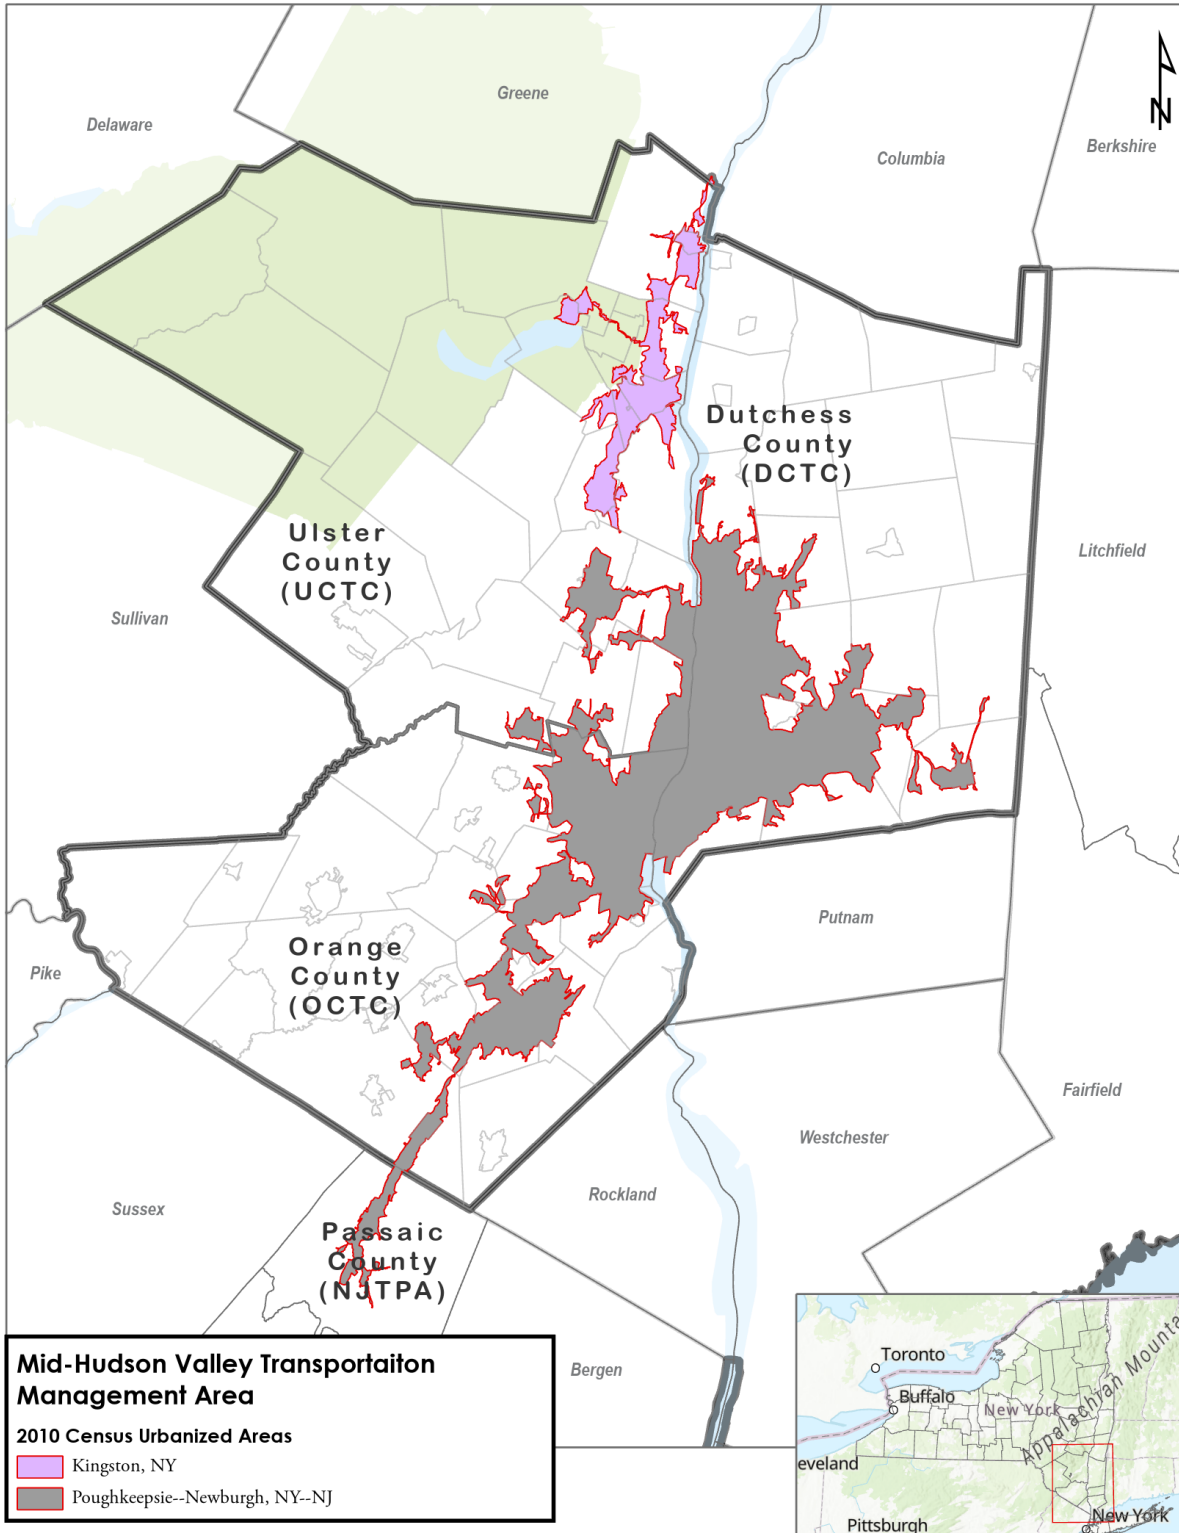 Greene
Delaware
Columbia
Berkshire
N
Dutchess
County
(DCTC)
Ulster
County
(UCTC)
Litchfield
Sullivan
Putnam
Orange
County
(OCTC)
Pike
Fairfield
Westchester
Rockland
Sussex
Passaic
County
(NJTPA)
Bergen
Mid-Hudson Valley Transportaiton
Management Area
2010 Census Urbanized Areas
Kingston, NY
Poughkeepsie--Newburgh, NY--NJ
Toronto
Buffalo
New York
Appalachian Mounta
eveland
New York
Pittsburgh